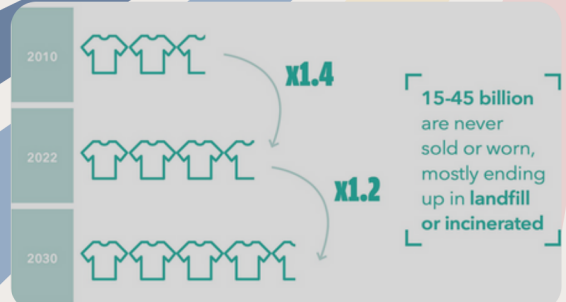 2010
x1.4
2022
x1.2
2030
15-45 billion
are never
sold or worn,
mostly ending
up in landfill
or incinerated